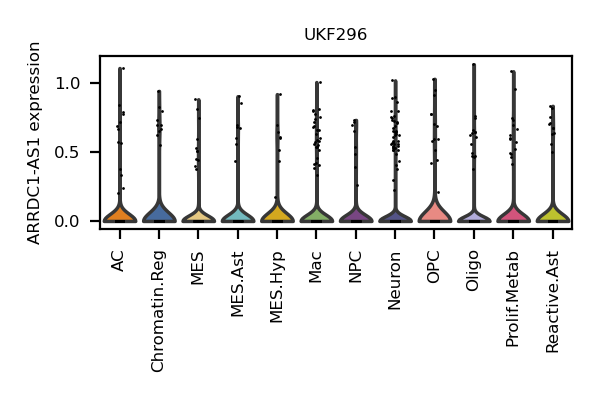 UKF296
ARRDC1-AS1 expression
1.0
0.5
0.0
AC
Chromatin.Reg
MES
MES.Ast
MES.Hyp
Mac
NPC
Neuron
OPC
Oligo
Prolif.Metab
Reactive.Ast